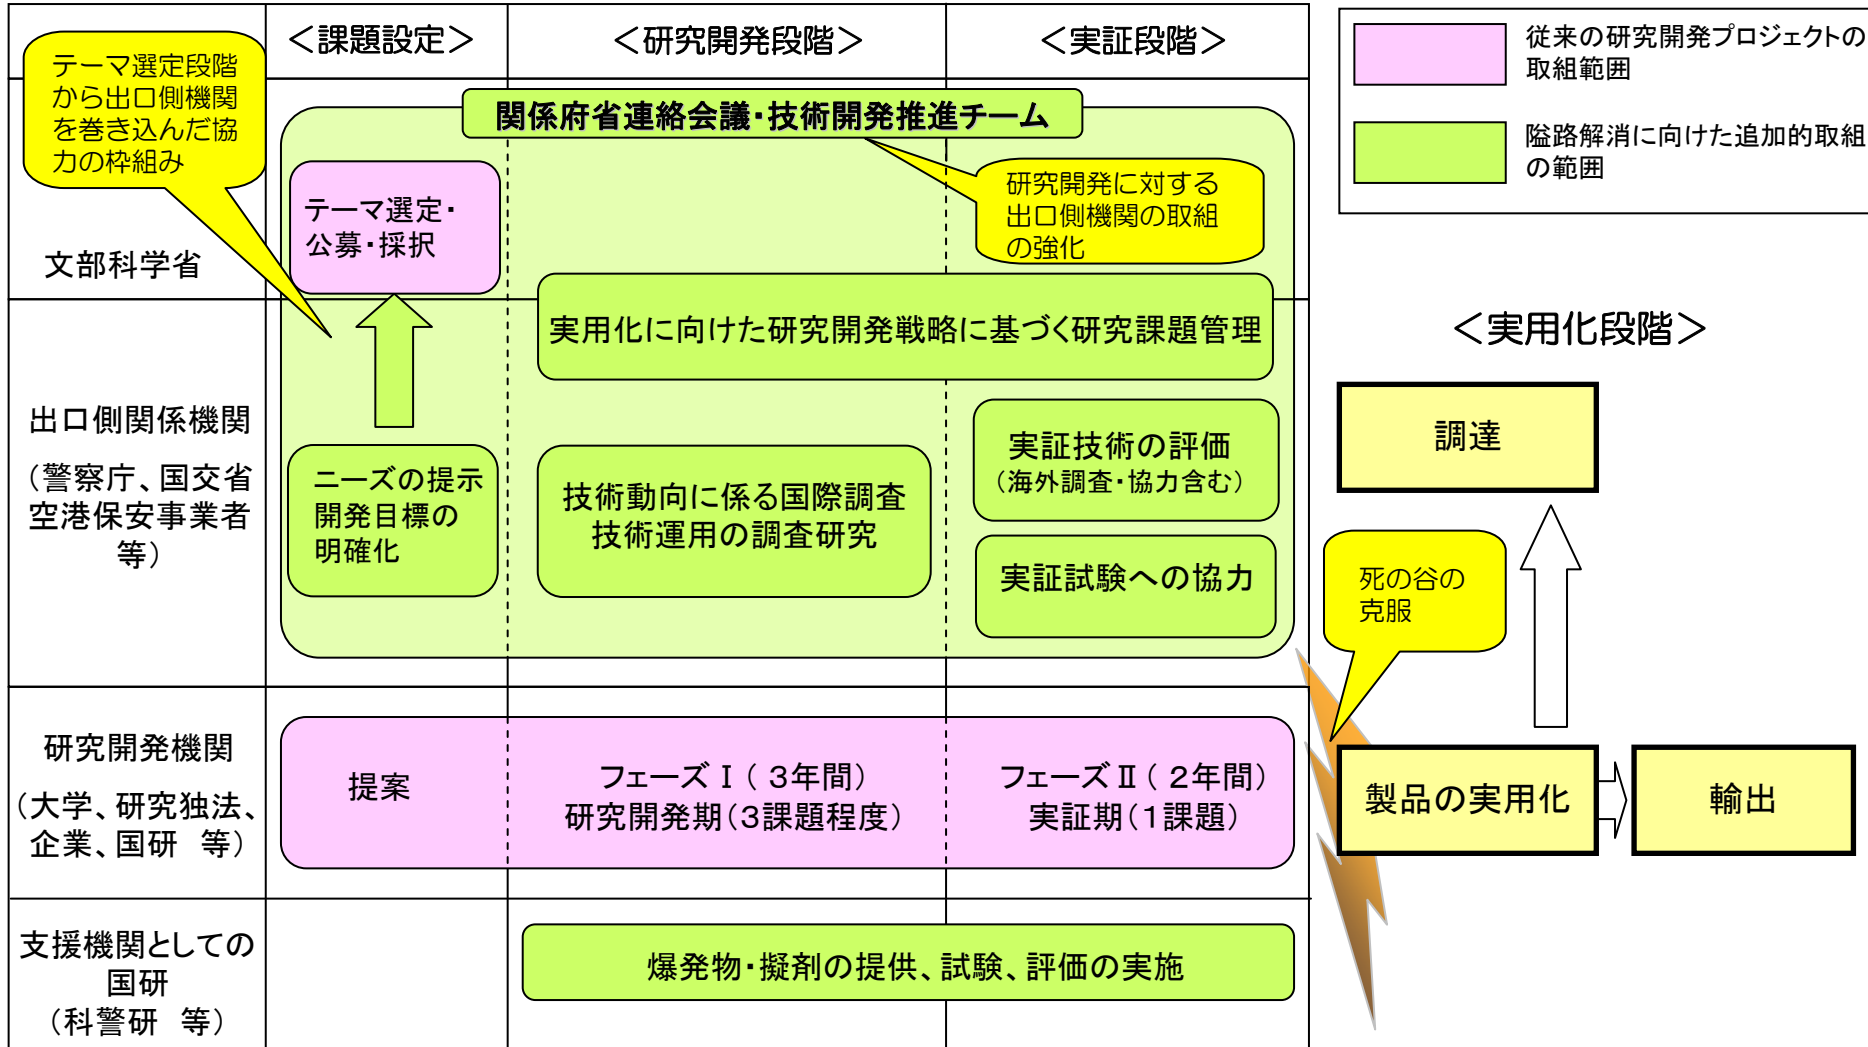 ＜課題設定＞
＜研究開発段階＞
＜実証段階＞
従来の研究開発プロジェクトの
取組範囲
隘路解消に向けた追加的取組
の範囲
テーマ選定段階
から出口側機関
を巻き込んだ協
力の枠組み
関係府省連絡会議・技術開発推進チーム
研究開発に対する
出口側機関の取組
の強化
文部科学省
テーマ選定・
公募・採択
実用化に向けた研究開発戦略に基づく研究課題管理
＜実用化段階＞
出口側関係機関
（警察庁、国交省
空港保安事業者
等）
ニーズの提示
開発目標の
明確化
技術動向に係る国際調査
技術運用の調査研究
実証技術の評価
（海外調査・協力含む）
実証試験への協力
調達
死の谷の
克服
研究開発機関
（大学、研究独法、
企業、国研　等）
提案
フェーズⅠ（３年間）
研究開発期（３課題程度）
フェーズⅡ（２年間）
実証期（１課題）
製品の実用化
輸出
支援機関としての
国研
（科警研　等）
爆発物・擬剤の提供、試験、評価の実施